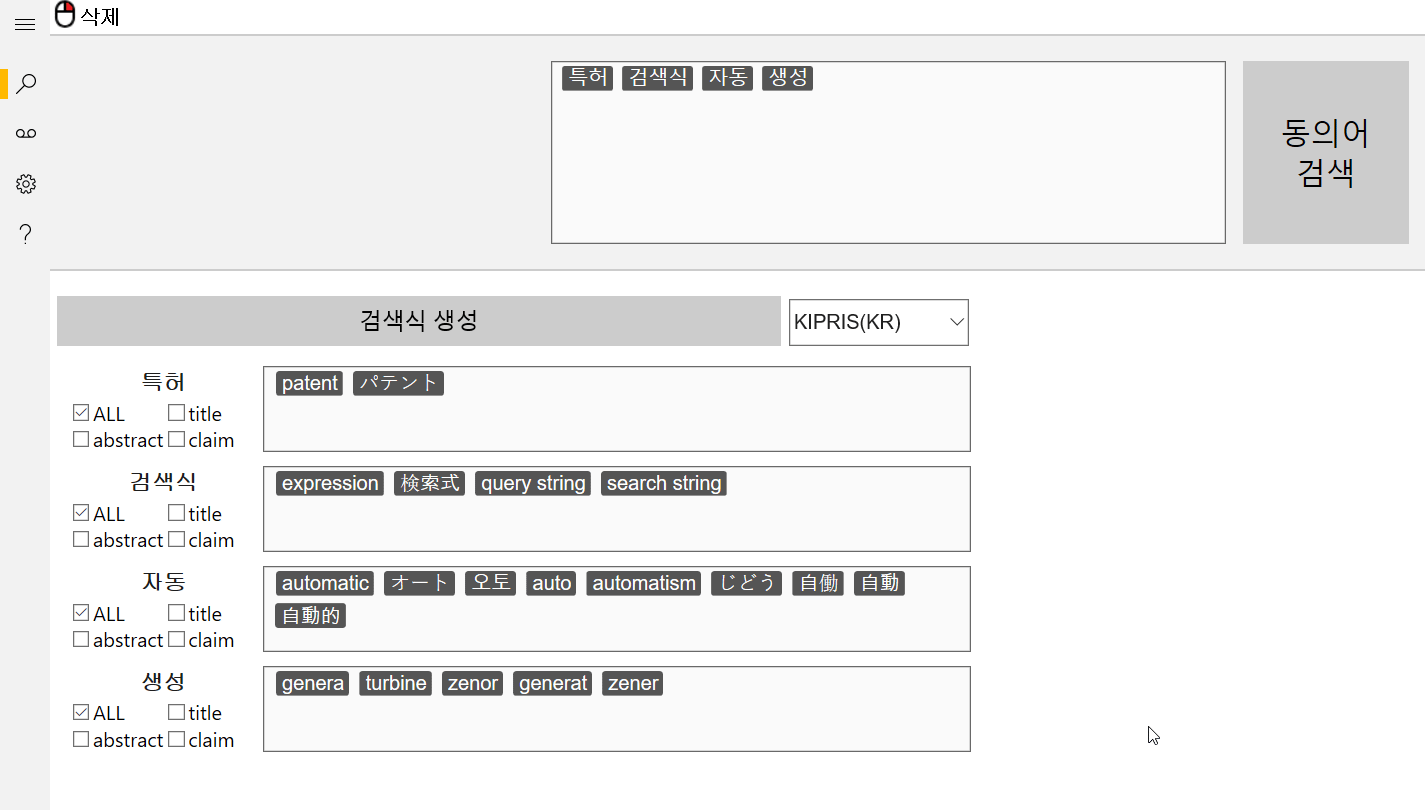 삭제
특허 검색식 자동 생성
동의어
검색
검색식 생성
KIPRIS(KR)
특허
ALL title
abstract claim
patent パテント
검색식
ALL title
abstract claim
expression 検索式 query string search string
자동
ALL title
abstract claim
automatic オート 오토 auto automatism じどう 自働 自動
自動的
생성
ALL title
abstract claim
genera turbine zenor generat zener